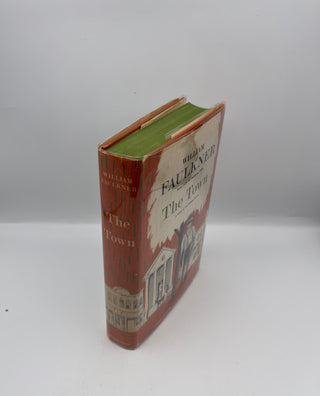 WILLIAM
FAULKNER
The
Town
WILLIAM
FAULKNER
The Town